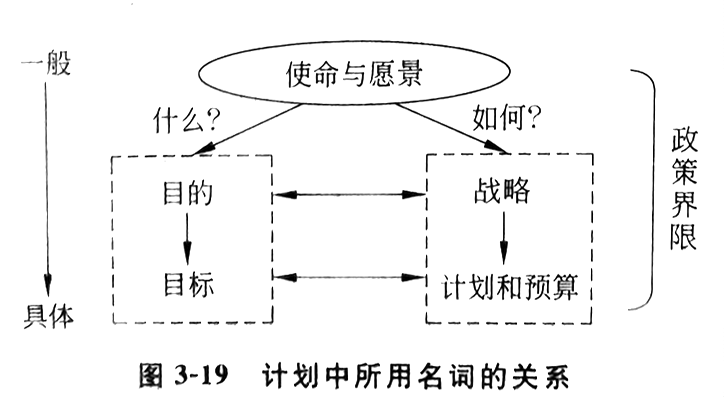 一般
使命与愿景
什么?
如何?
目的
战略
目标
计划和预算
具体
政策界限
图 3-19 计划中所用名词的关系